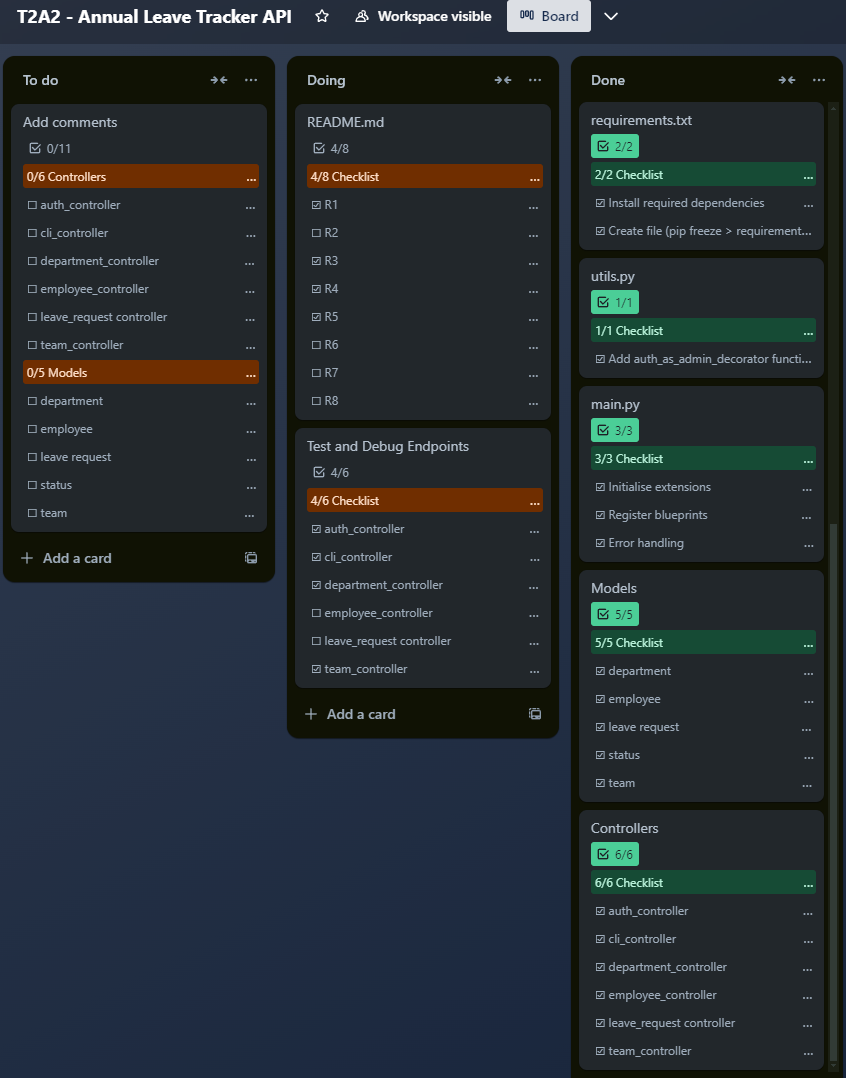 T2A2 - Annual Leave Tracker API
Workspace visible
Board
To do
Add comments
0/11
0/6 Controllers
auth_controller
cli_controller
department_controller
employee_controller
leave_request controller
team_controller
0/5 Models
department
employee
leave request
status
team
Add a card
Doing
README.md
4/8
4/8 Checklist
R1
R2
R3
R4
R5
R6
R7
R8
Test and Debug Endpoints
4/6
4/6 Checklist
auth_controller
cli_controller
department_controller
employee_controller
leave_request controller
team_controller
Add a card
Done
requirements.txt
2/2
2/2 Checklist
Install required dependencies
Create file (pip freeze > requirement...
utils.py
1/1
1/1 Checklist
Add auth_as_admin_decorator functi...
main.py
3/3
3/3 Checklist
Initialise extensions
Register blueprints
Error handling
Models
5/5
5/5 Checklist
department
employee
leave request
status
team
Controllers
6/6
6/6 Checklist
auth_controller
cli_controller
department_controller
employee_controller
leave_request controller
team_controller